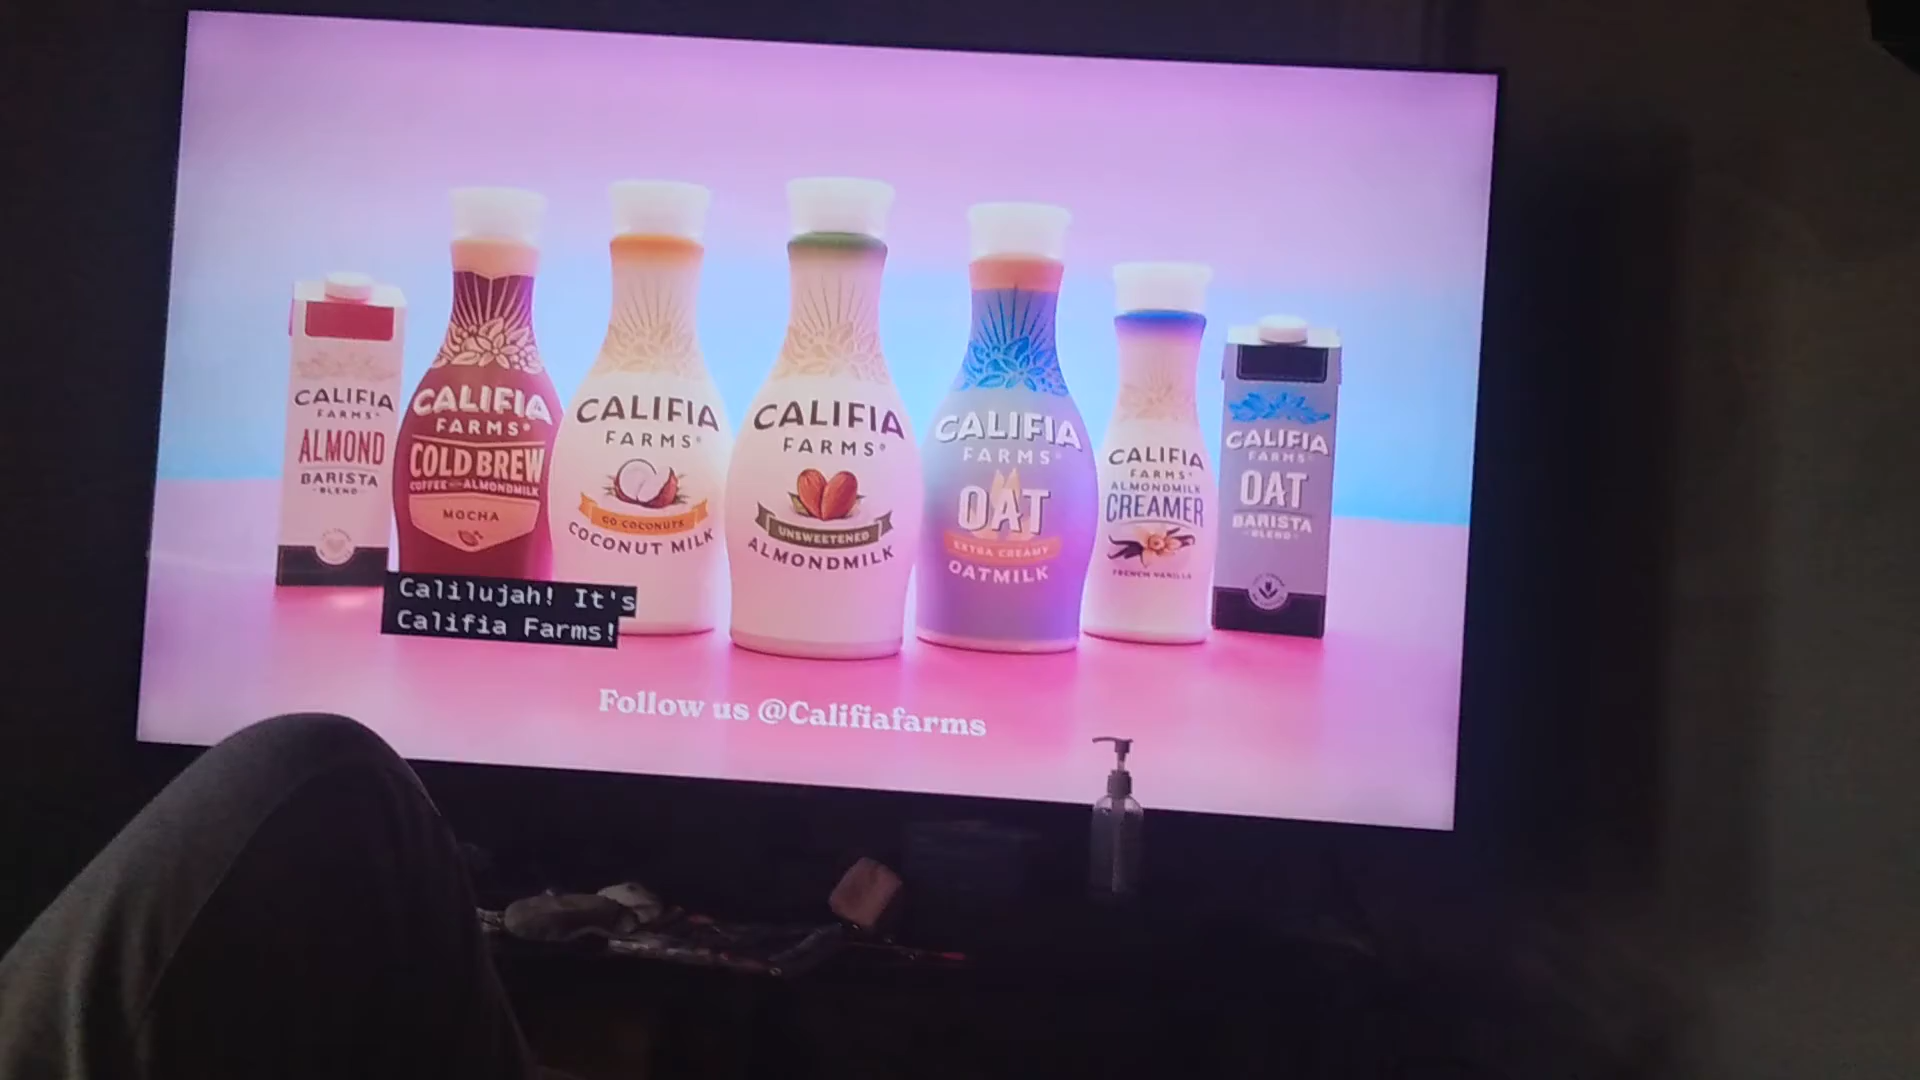 CALIFIA
FARMS®
ALMOND
BARISTA
BLEND
CALIFIA
FARMS®
COLD BREW
COFFEE WITH ALMONDMILK
MOCHA
CALIFIA
FARMS®
GO COCONUTS
COCONUT MILK
CALIFIA
FARMS®
UNSWEETENED
ALMONDMILK
CALIFIA
FARMS®
OAT
EXTRA CREAMY
OATMILK
CALIFIA
FARMS®
ALMONDMILK
CREAMER
FRENCH VANILLA
CALIFIA
FARMS®
OAT
BARISTA
BLEND
Calilujah! It's
Califia Farms!
Follow us @Califiafarms